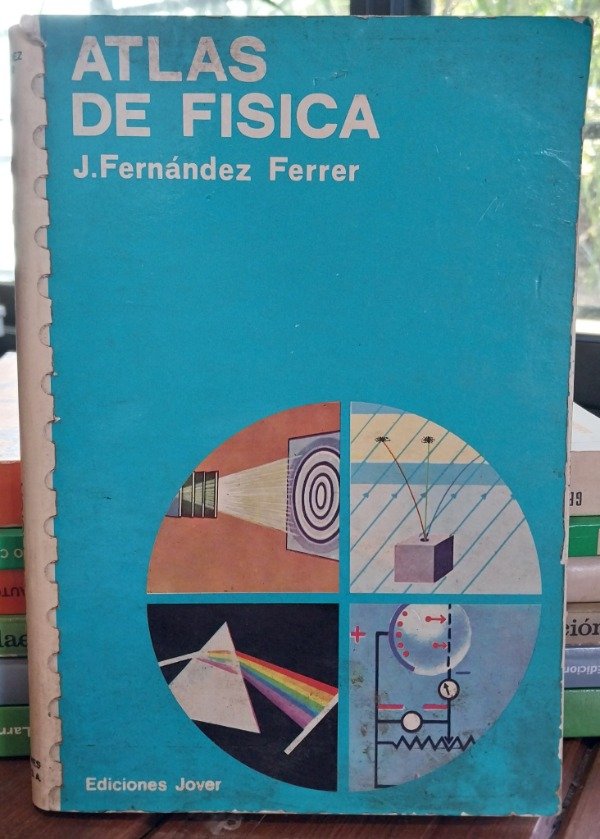 ATLAS
DE FISICA
J.Fernández Ferrer
+
Ediciones Jover